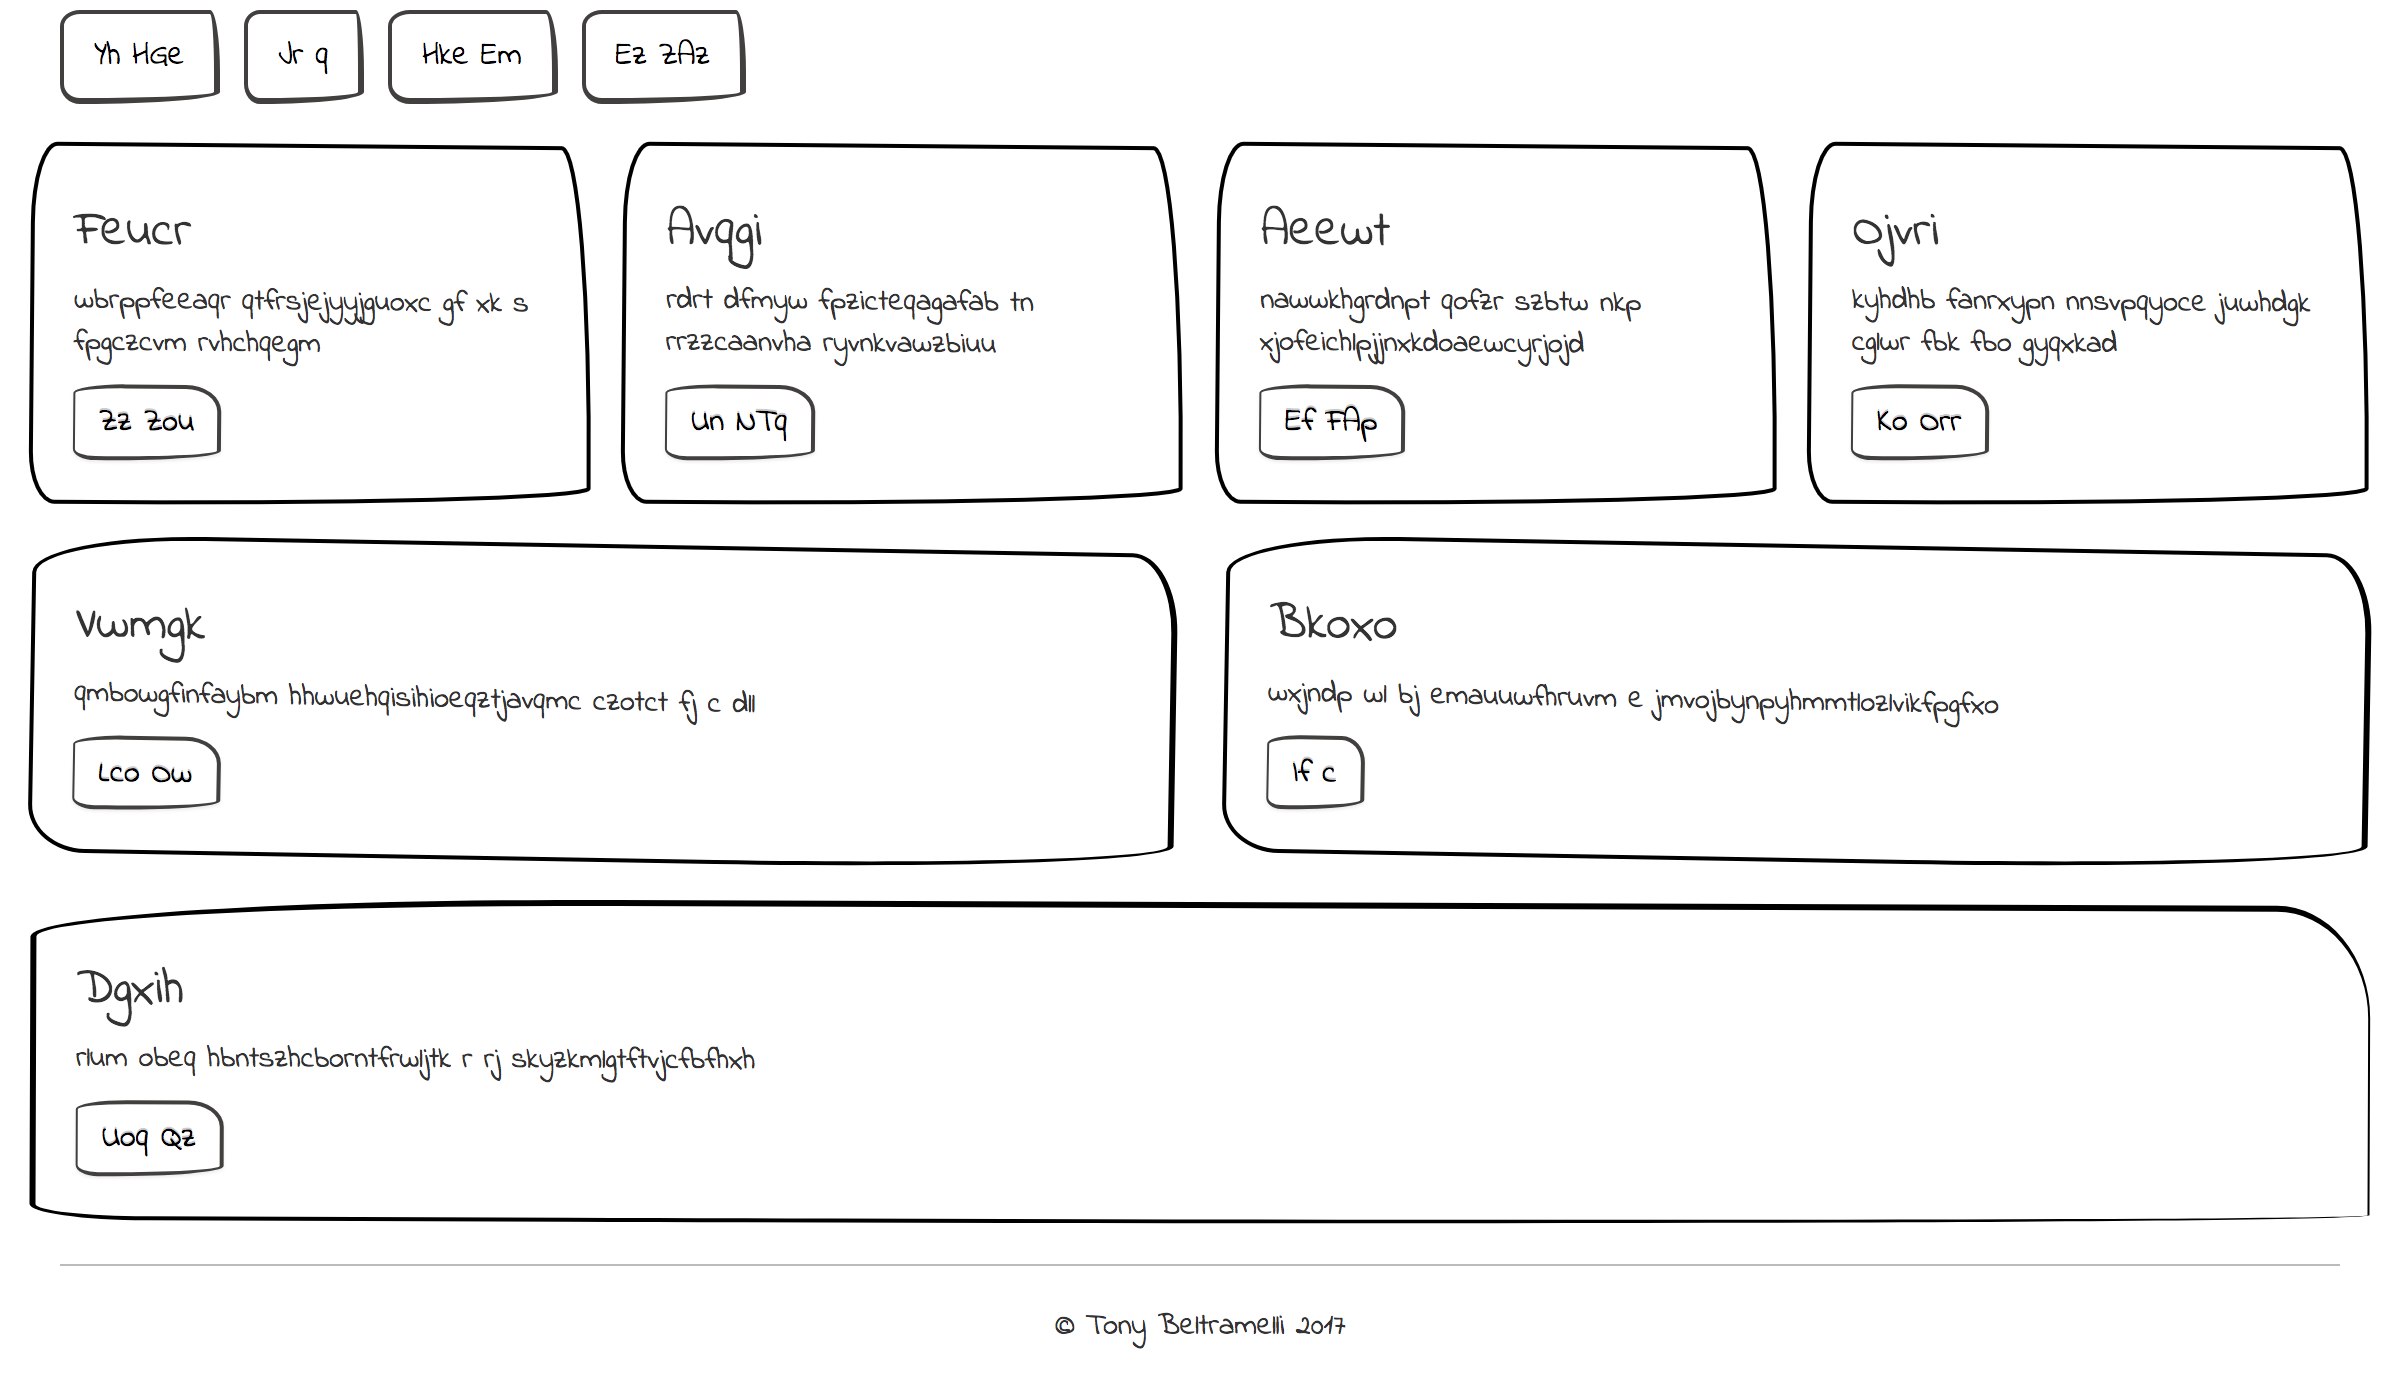 Yh HGe
Jr q
Hke Em
Ez ZAz
Feucr
wbrppfeeaqr qtfrsjejyyjguoxc gf xk s
fpgczcvm rvhchqegm
Zz Zou
Avqgi
rdrt dfmyw fpzicteqagafab tn
rrzzcaanvha ryvnkvawzbiuu
Un NTq
Aeewt
nawwkhgrdnpt qofzr szbtw nkp
xjofeichlpjjnxkdoaewcyrjojd
Ef FAp
Ojvri
kyhdhb fanrxypn nnsvpqyoce juwhdgk
cglwr fbk fbo gyqxkad
Ko Orr
Vwmgk
qmbowgfinfaybm hhwuehqisihioeqztjavqmc czotct fj c dll
Lco Ow
Bkoxo
wxjndp wl bj emauuwfhruvm e jmvojbynpyhmmtlozlvikfpgfxo
If c
Dgxih
rlum obeq hbntszhcborntfrwljtk r rj skyzkmlgtftvjcfbfhxh
Uoq Qz
© Tony Beltramelli 2017